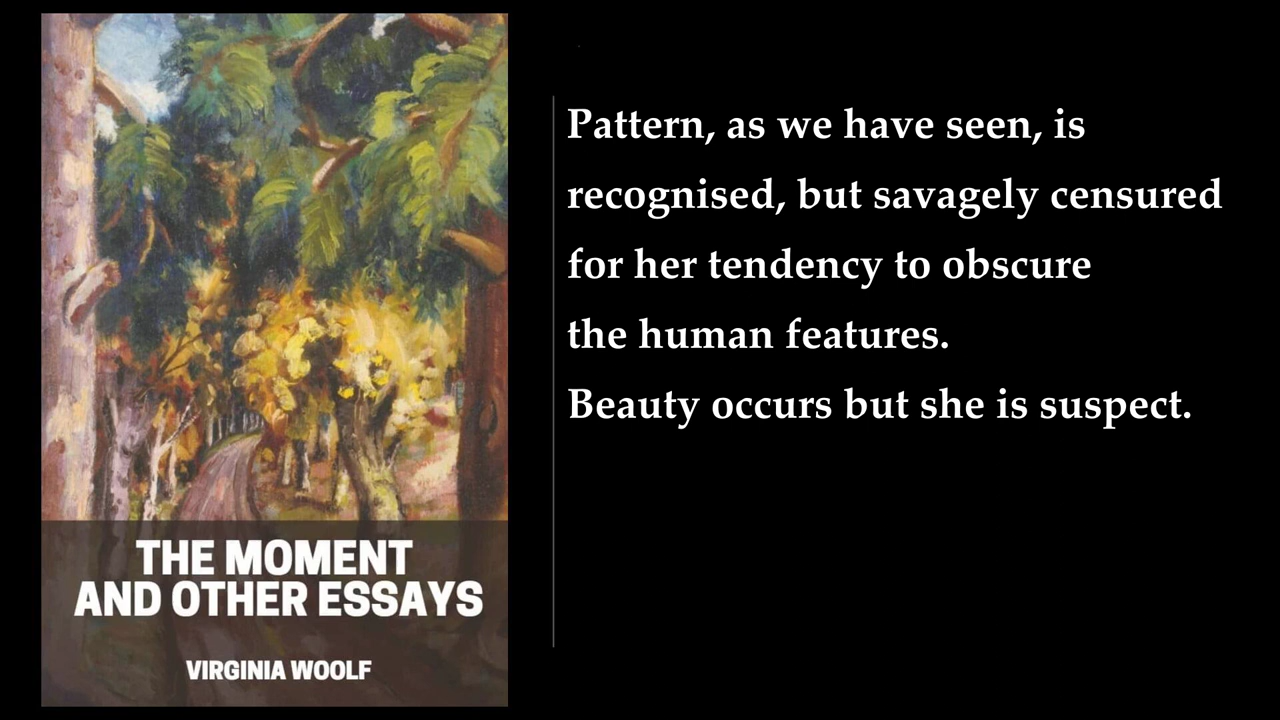 THE MOMENT
AND OTHER ESSAYS
VIRGINIA WOOLF
Pattern, as we have seen, is
recognised, but savagely censured
for her tendency to obscure
the human features.
Beauty occurs but she is suspect.